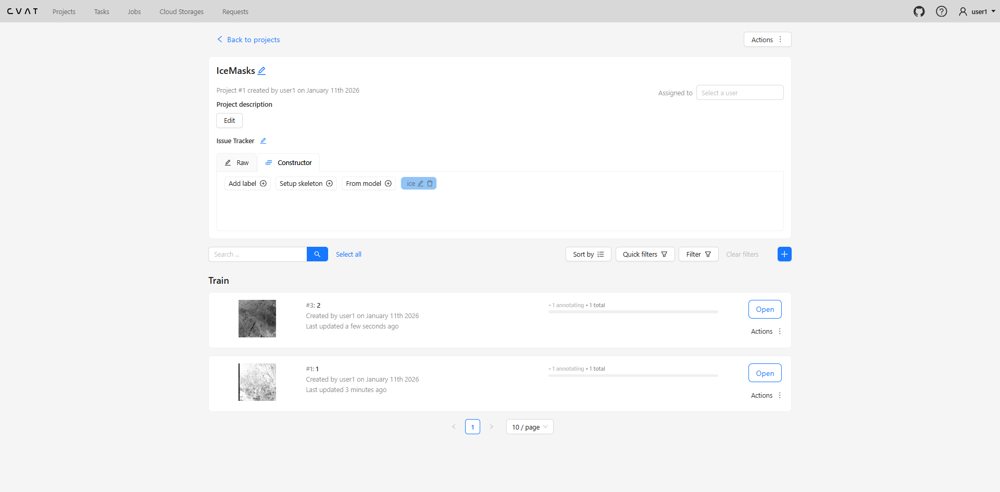 CVAT Projects Tasks Jobs Cloud Storages Requests user1
Back to projects
Actions
IceMasks
Project #1 created by user1 on January 11th 2026
Assigned to Select a user
Project description
Edit
Issue Tracker
Raw Constructor
Add label Setup skeleton From model ice
Search ... Select all Sort by Quick filters Filter Clear filters
Train
#3: 2
Created by user1 on January 11th 2026
Last updated a few seconds ago
• 1 annotating • 1 total
Open
Actions
#1: 1
Created by user1 on January 11th 2026
Last updated 3 minutes ago
• 1 annotating • 1 total
Open
Actions
1 10 / page